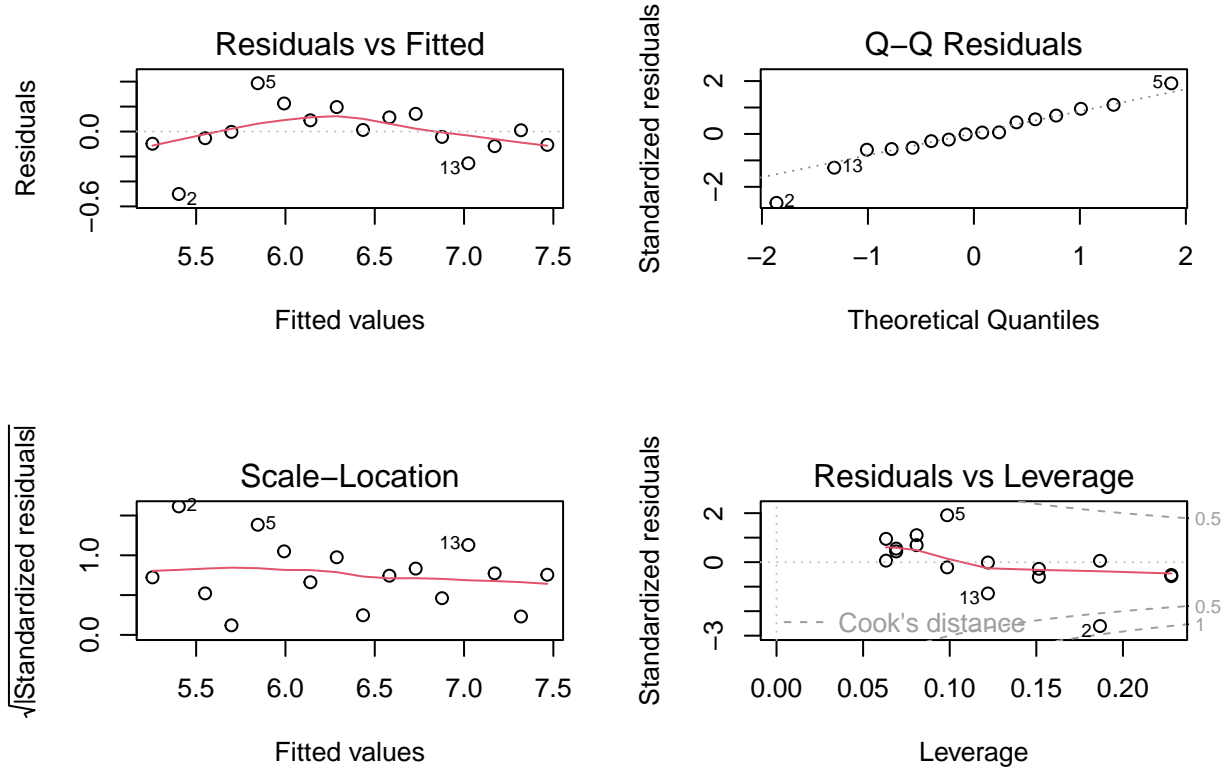 Residuals vs Fitted
Residuals
0.0
−0.6
5
13
2
5.5 6.0 6.5 7.0 7.5
Fitted values
Q−Q Residuals
Standardized residuals
2
0
−2
5
13
2
−2 −1 0 1 2
Theoretical Quantiles
Scale−Location
√|Standardized residuals|
1.0
0.0
2
5
13
5.5 6.0 6.5 7.0 7.5
Fitted values
Residuals vs Leverage
Standardized residuals
2
0
−3
5
13
2
Cook's distance
0.5
0.5
1
0.00 0.05 0.10 0.15 0.20
Leverage